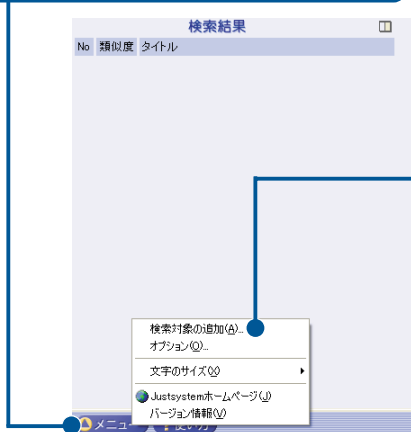 検索結果
No 類似度 タイトル
検索対象の追加(A)...
オプション(O)...
文字のサイズ(X)
Justsystemホームページ(J)
バージョン情報(V)
メニュー